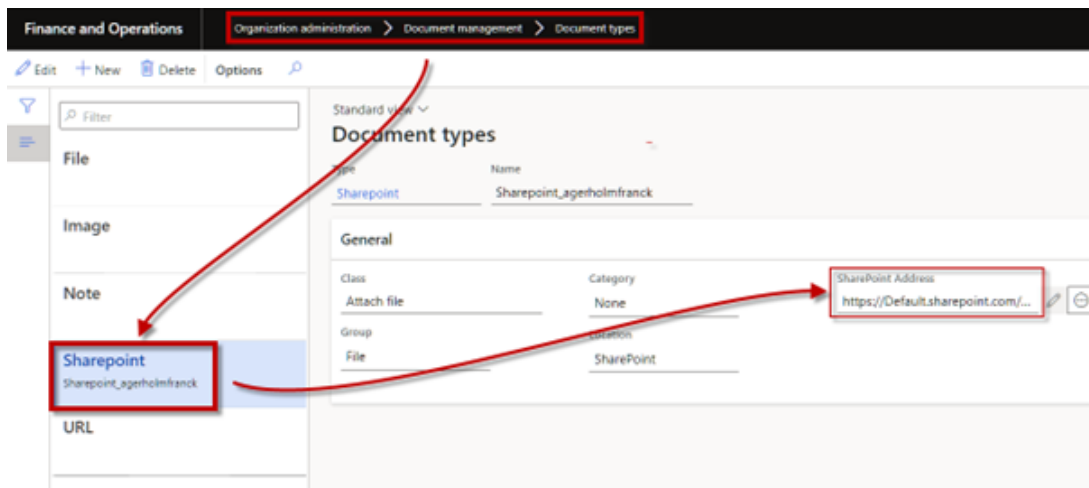 Finance and Operations Organization administration > Document management > Document types
Edit + New Delete Options
Filter
File
Image
Note
Sharepoint
Sharepoint_agerholmfranck
URL
Standard view
Document types
Type Name
Sharepoint Sharepoint_agerholmfranck
General
Class Category SharePoint Address
Attach file None https://Default.sharepoint.com/...
Group Location
File SharePoint